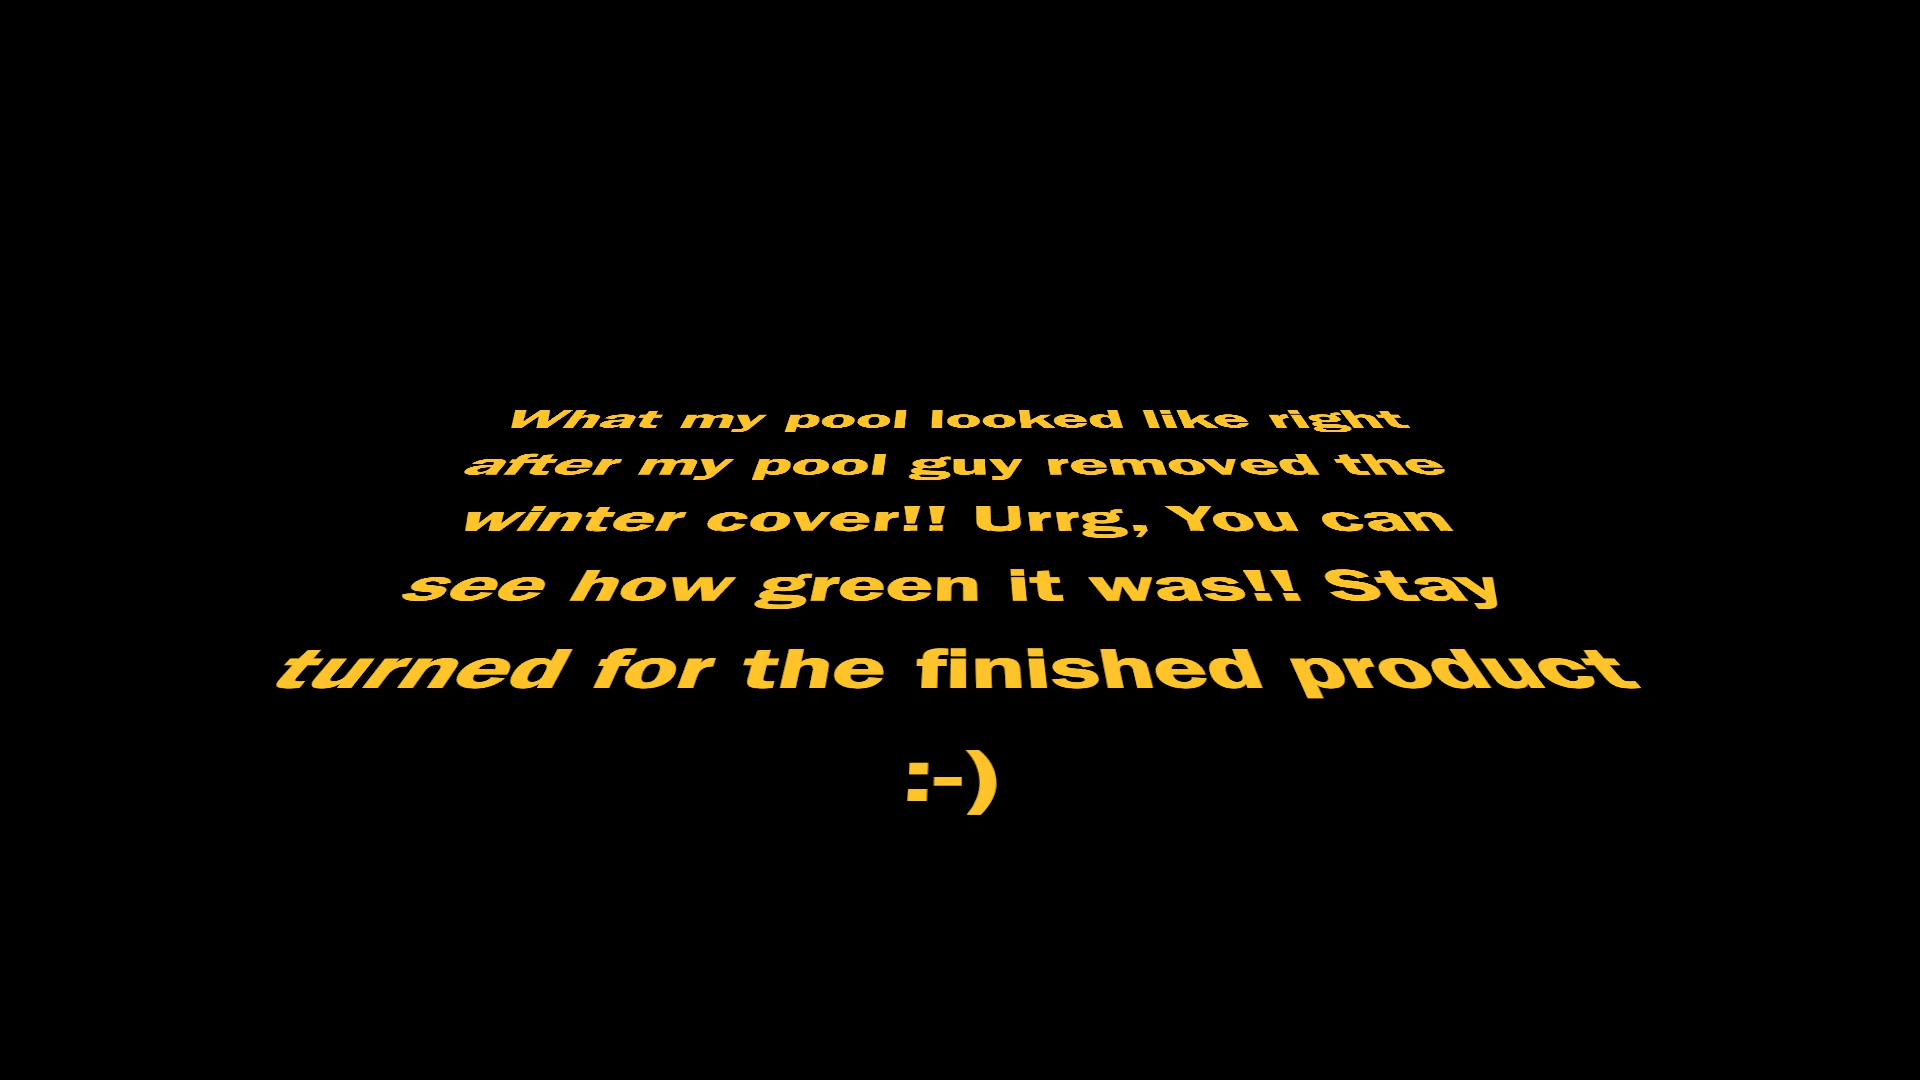 What my pool looked like right
after my pool guy removed the
winter cover!! Urrg, You can
see how green it was!! Stay
turned for the finished product
:-)